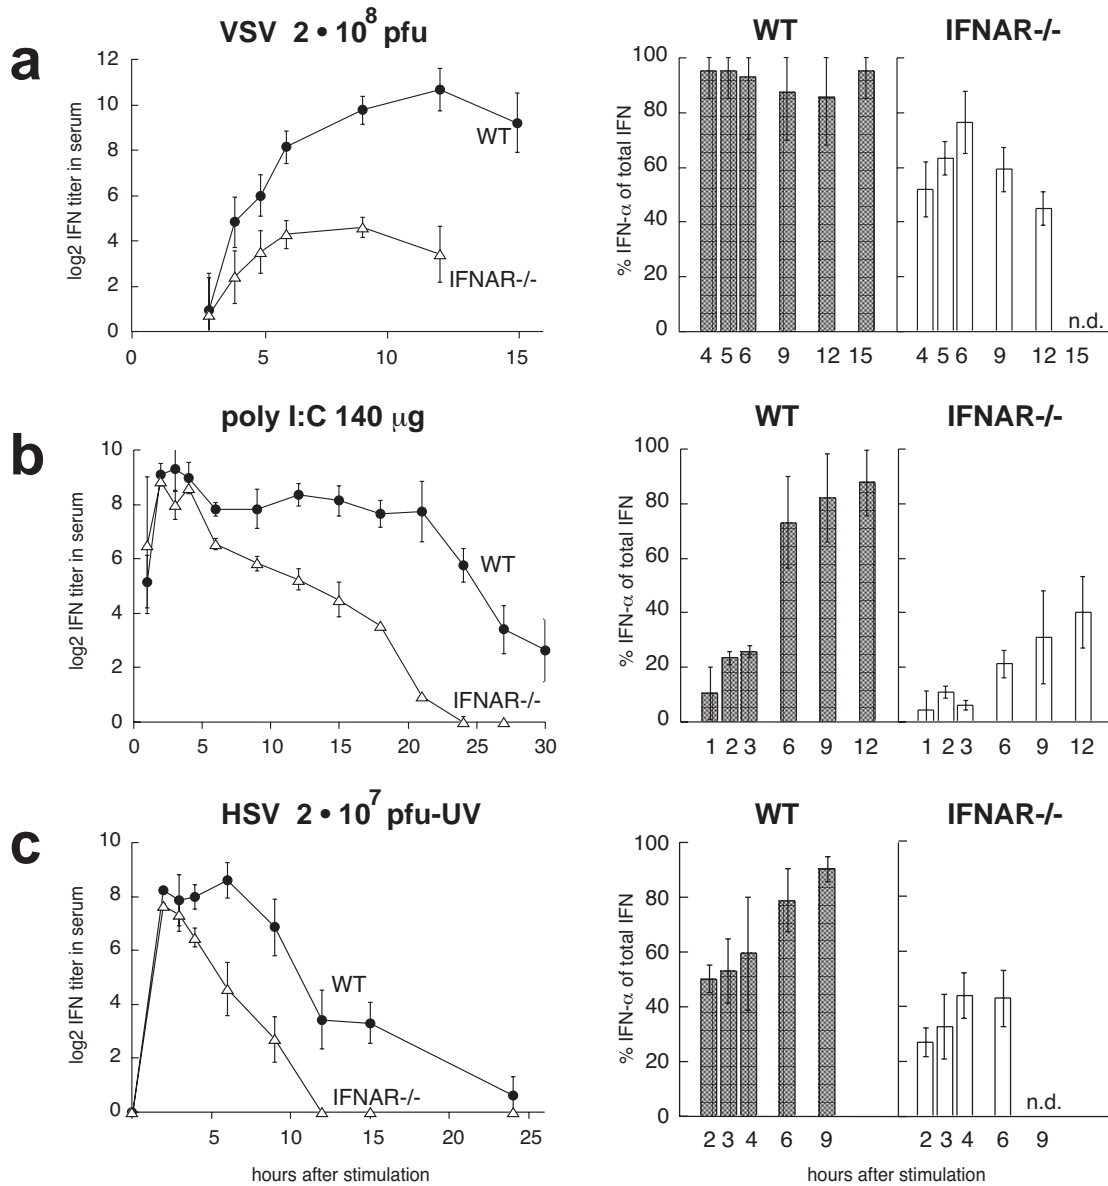 a
VSV 2 • 10^8 pfu
log2 IFN titer in serum
12
10
8
6
4
2
0
WT
IFNAR-/-
0 5 10 15
WT
IFNAR-/-
% IFN-α of total IFN
100
80
60
40
20
0
n.d.
4 5 6 9 12 15
4 5 6 9 12 15
b
poly I:C 140 µg
log2 IFN titer in serum
10
8
6
4
2
0
WT
IFNAR-/-
0 5 10 15 20 25 30
WT
IFNAR-/-
% IFN-α of total IFN
100
80
60
40
20
0
1 2 3 6 9 12
1 2 3 6 9 12
c
HSV 2 • 10^7 pfu-UV
log2 IFN titer in serum
10
8
6
4
2
0
WT
IFNAR-/-
5 10 15 20 25
hours after stimulation
WT
IFNAR-/-
% IFN-α of total IFN
100
80
60
40
20
0
n.d.
2 3 4 6 9
2 3 4 6 9
hours after stimulation